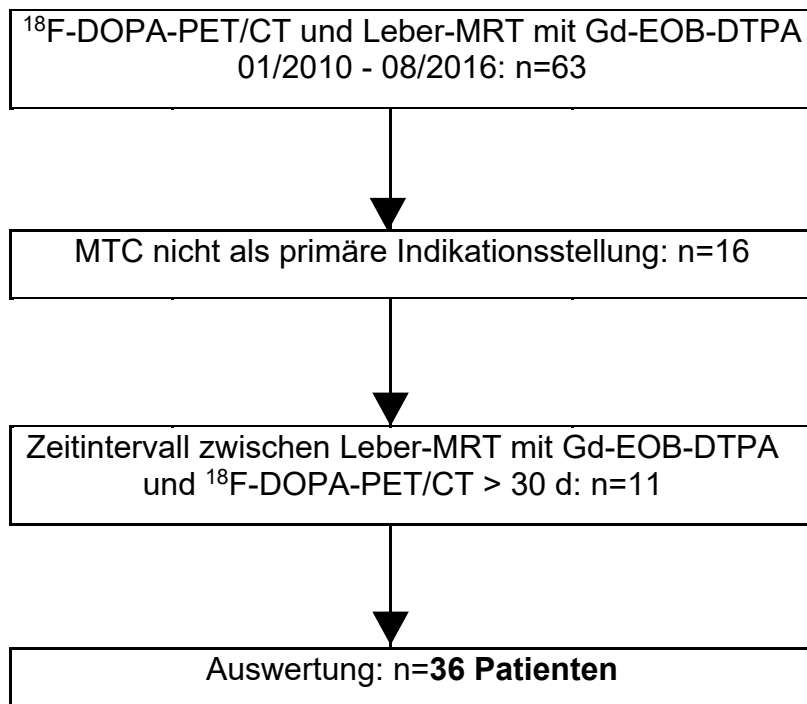 ¹⁸F-DOPA-PET/CT und Leber-MRT mit Gd-EOB-DTPA
01/2010 - 08/2016: n=63
MTC nicht als primäre Indikationsstellung: n=16
Zeitintervall zwischen Leber-MRT mit Gd-EOB-DTPA
und ¹⁸F-DOPA-PET/CT > 30 d: n=11
Auswertung: n=36 Patienten